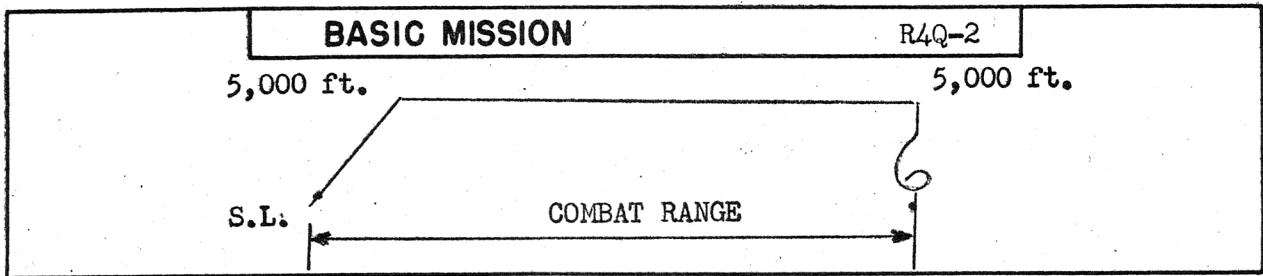 BASIC MISSION R4Q-2
5,000 ft. 5,000 ft.
S.L. COMBAT RANGE